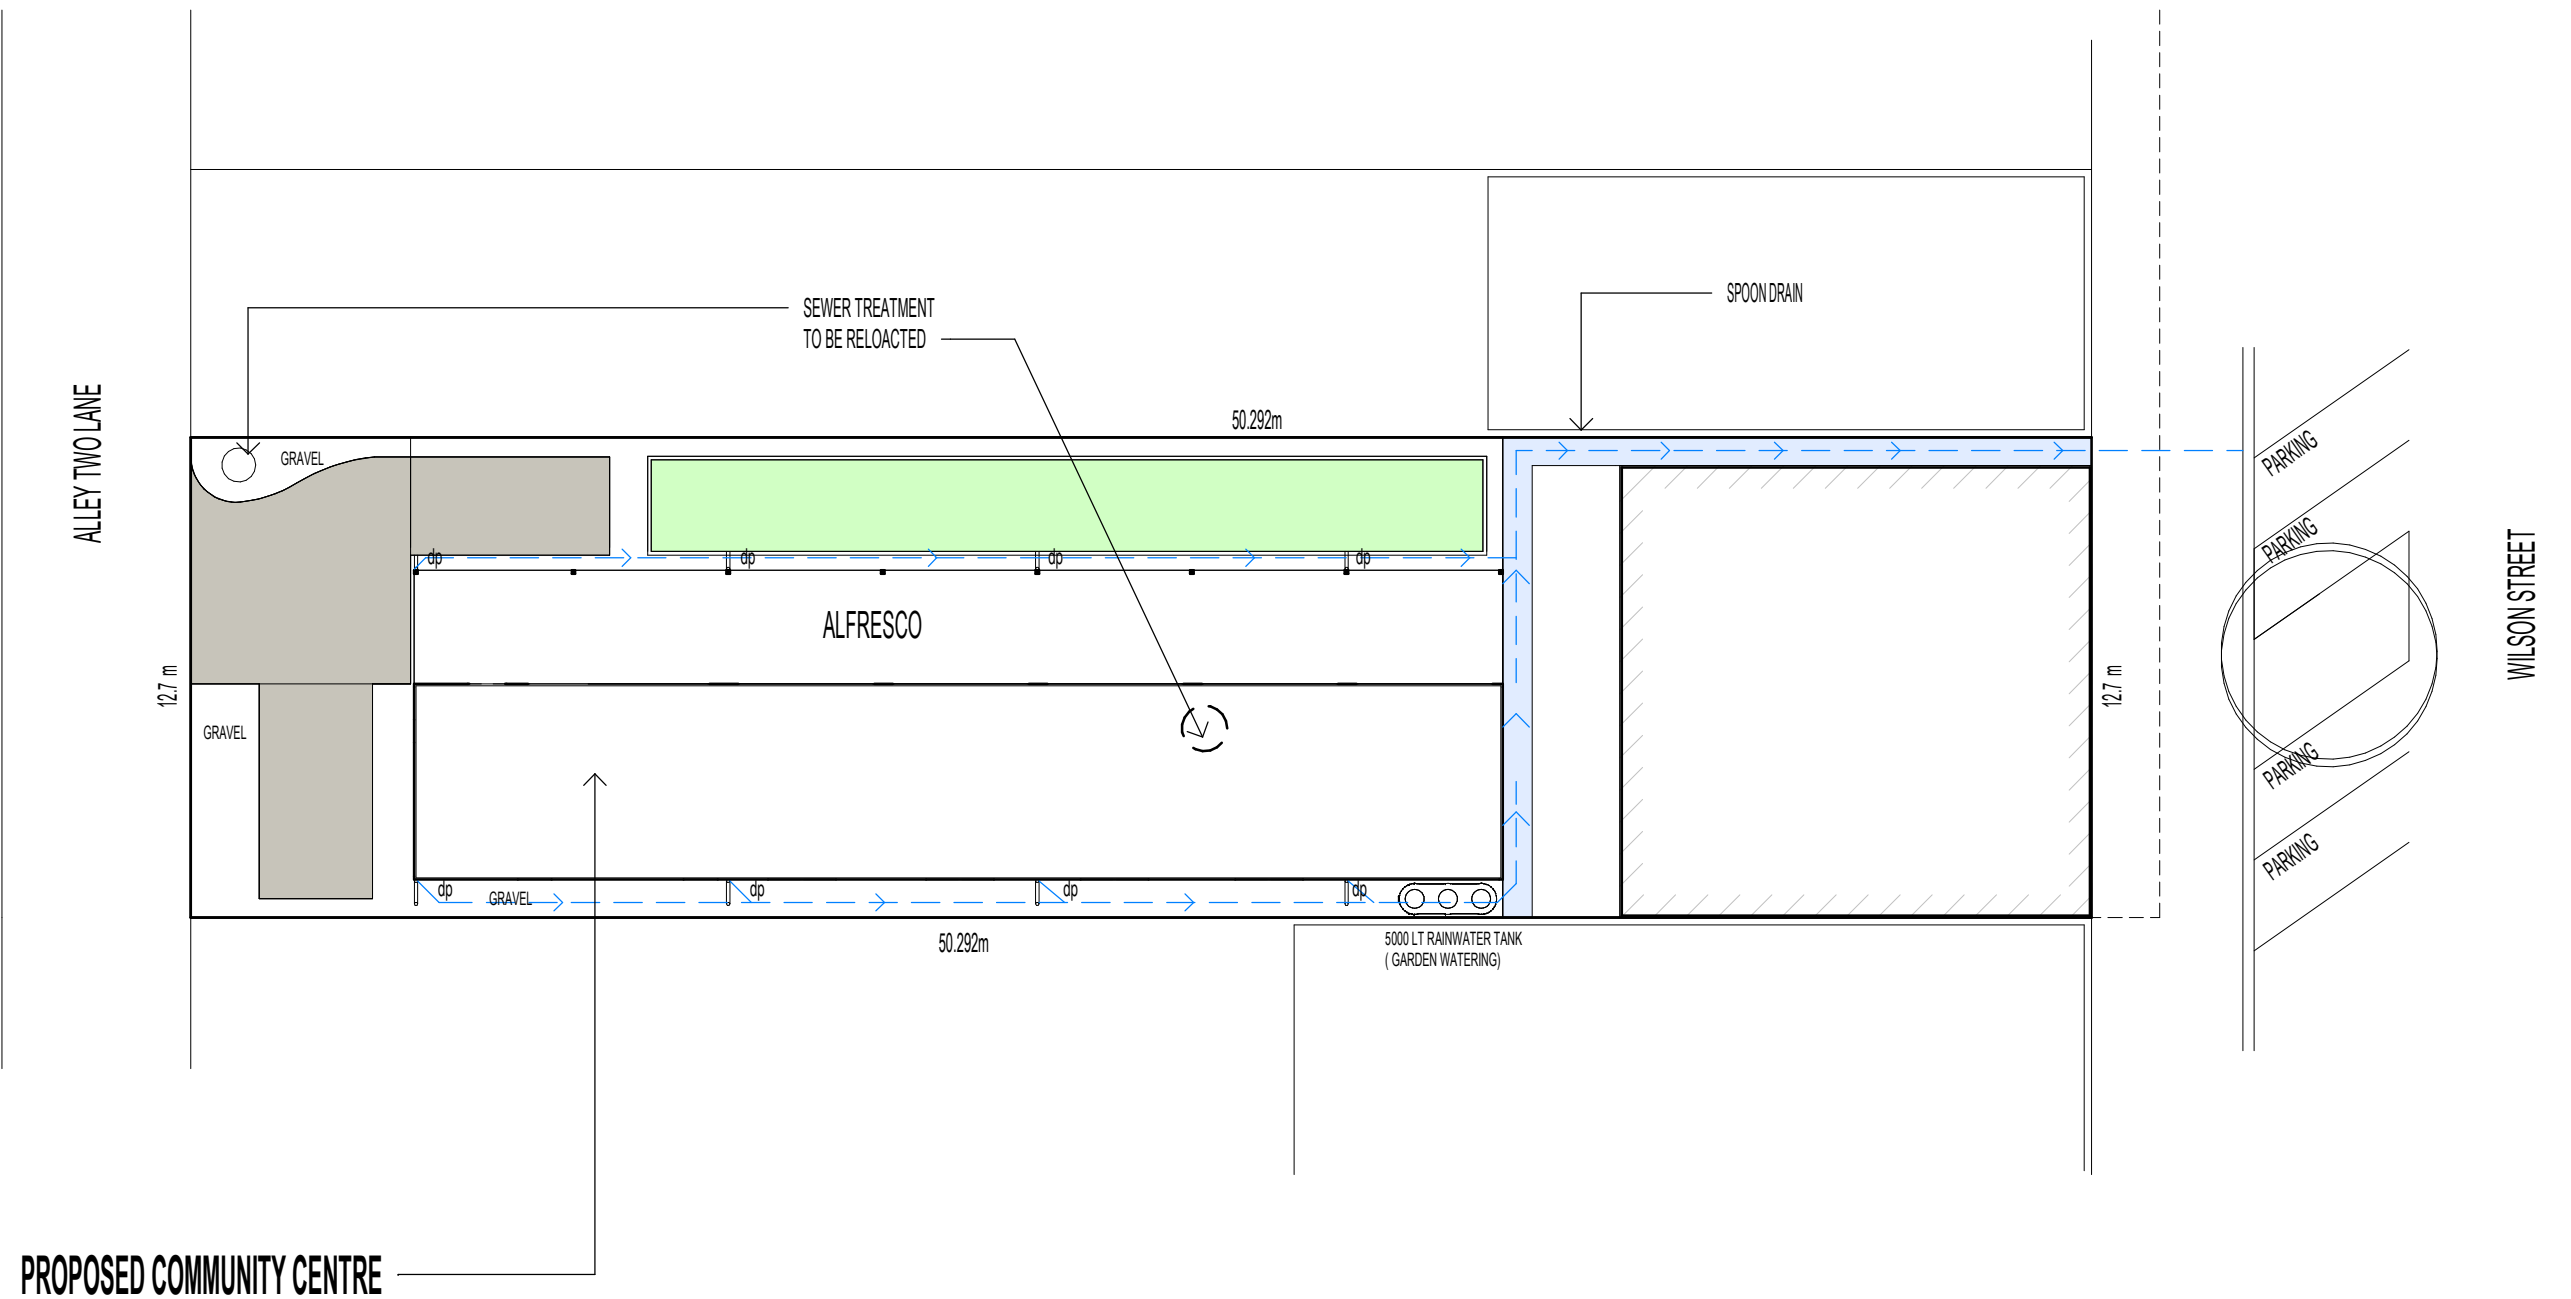 SEWER TREATMENT
TO BE RELOACTED
SPOON DRAIN
50.292m
ALLEY TWO LANE
GRAVEL
PARKING
PARKING
WILSON STREET
dp
dp
dp
dp
ALFRESCO
12.7 m
12.7 m
GRAVEL
PARKING
PARKING
dp
GRAVEL
dp
dp
dp
50.292m
5000 LT RAINWATER TANK
( GARDEN WATERING)
PROPOSED COMMUNITY CENTRE